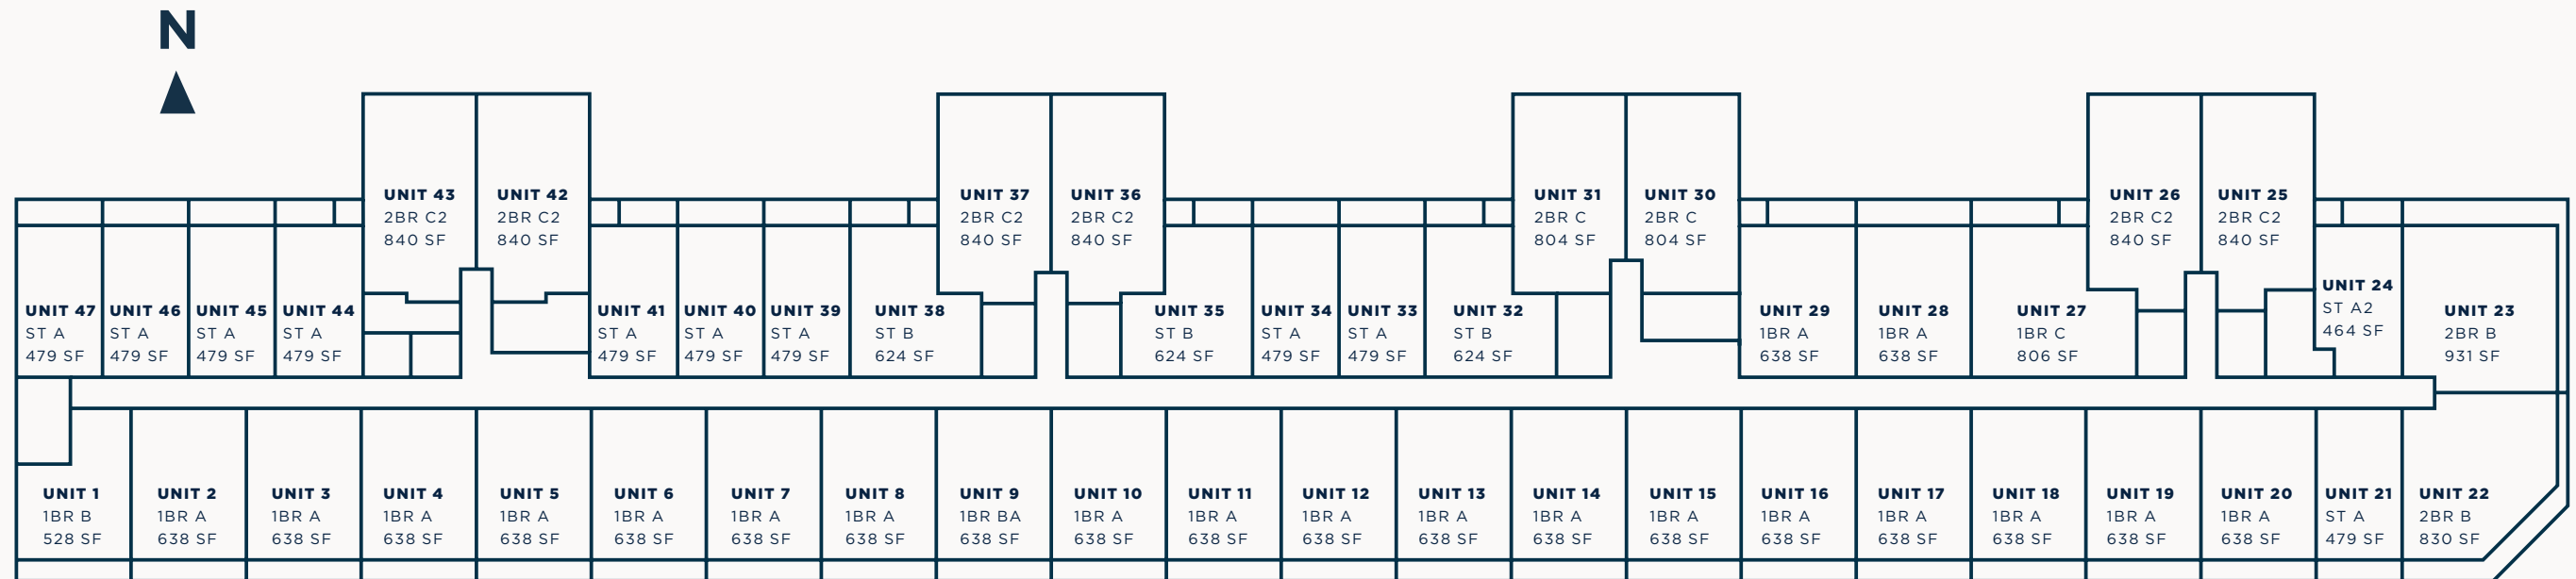 N
UNIT 43
2BR C2
840 SF
UNIT 42
2BR C2
840 SF
UNIT 37
2BR C2
840 SF
UNIT 36
2BR C2
840 SF
UNIT 31
2BR C
804 SF
UNIT 30
2BR C
804 SF
UNIT 26
2BR C2
840 SF
UNIT 25
2BR C2
840 SF
UNIT 47
ST A
479 SF
UNIT 46
ST A
479 SF
UNIT 45
ST A
479 SF
UNIT 44
ST A
479 SF
UNIT 41
ST A
479 SF
UNIT 40
ST A
479 SF
UNIT 39
ST A
479 SF
UNIT 38
ST B
624 SF
UNIT 35
ST B
624 SF
UNIT 34
ST A
479 SF
UNIT 33
ST A
479 SF
UNIT 32
ST B
624 SF
UNIT 29
1BR A
638 SF
UNIT 28
1BR A
638 SF
UNIT 27
1BR C
806 SF
UNIT 24
ST A2
464 SF
UNIT 23
2BR B
931 SF
UNIT 1
1BR B
528 SF
UNIT 2
1BR A
638 SF
UNIT 3
1BR A
638 SF
UNIT 4
1BR A
638 SF
UNIT 5
1BR A
638 SF
UNIT 6
1BR A
638 SF
UNIT 7
1BR A
638 SF
UNIT 8
1BR A
638 SF
UNIT 9
1BR BA
638 SF
UNIT 10
1BR A
638 SF
UNIT 11
1BR A
638 SF
UNIT 12
1BR A
638 SF
UNIT 13
1BR A
638 SF
UNIT 14
1BR A
638 SF
UNIT 15
1BR A
638 SF
UNIT 16
1BR A
638 SF
UNIT 17
1BR A
638 SF
UNIT 18
1BR A
638 SF
UNIT 19
1BR A
638 SF
UNIT 20
1BR A
638 SF
UNIT 21
ST A
479 SF
UNIT 22
2BR B
830 SF